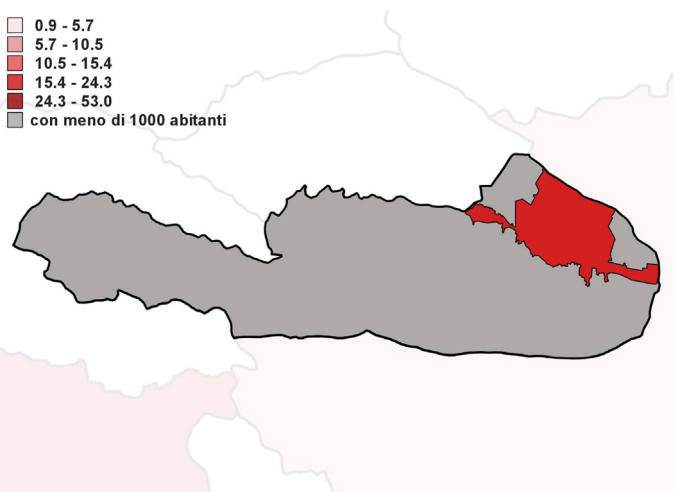 0.9 - 5.7
5.7 - 10.5
10.5 - 15.4
15.4 - 24.3
24.3 - 53.0
con meno di 1000 abitanti